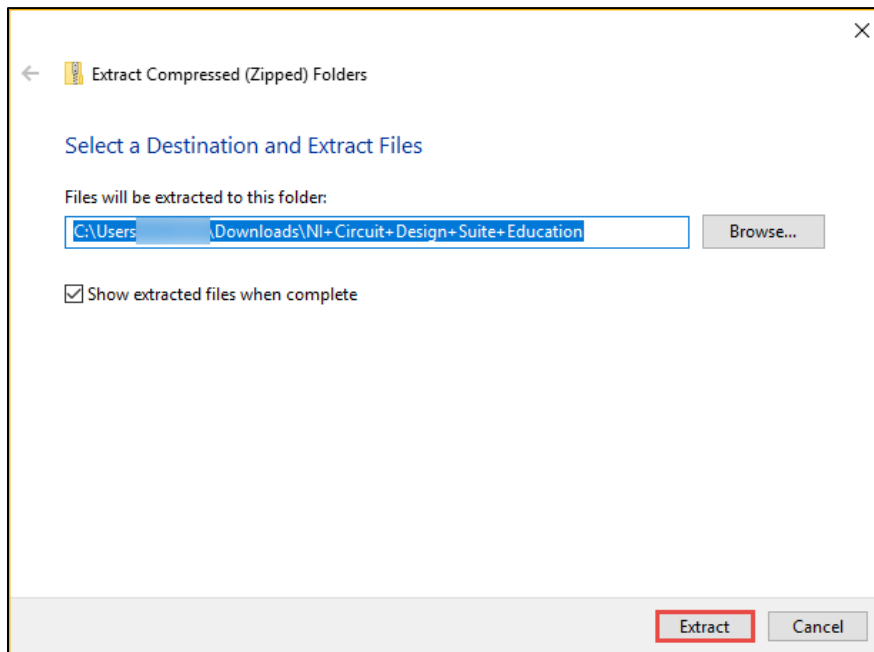 Extract Compressed (Zipped) Folders
Select a Destination and Extract Files
Files will be extracted to this folder:
C:\Users \Downloads\NI+Circuit+Design+Suite+Education
Browse...
Show extracted files when complete
Extract
Cancel